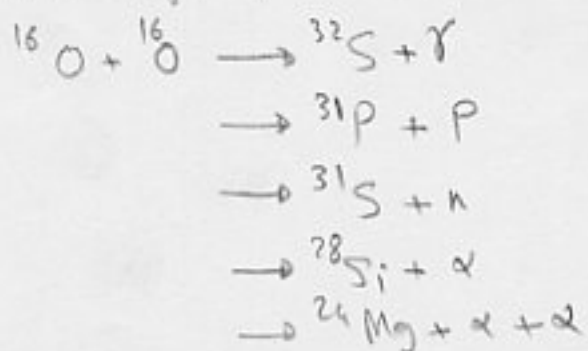 ¹⁶O + ¹⁶O → ³²S + γ
→ ³¹P + p
→ ³¹S + n
→ ²⁸Si + α
→ ²⁴Mg + α + α